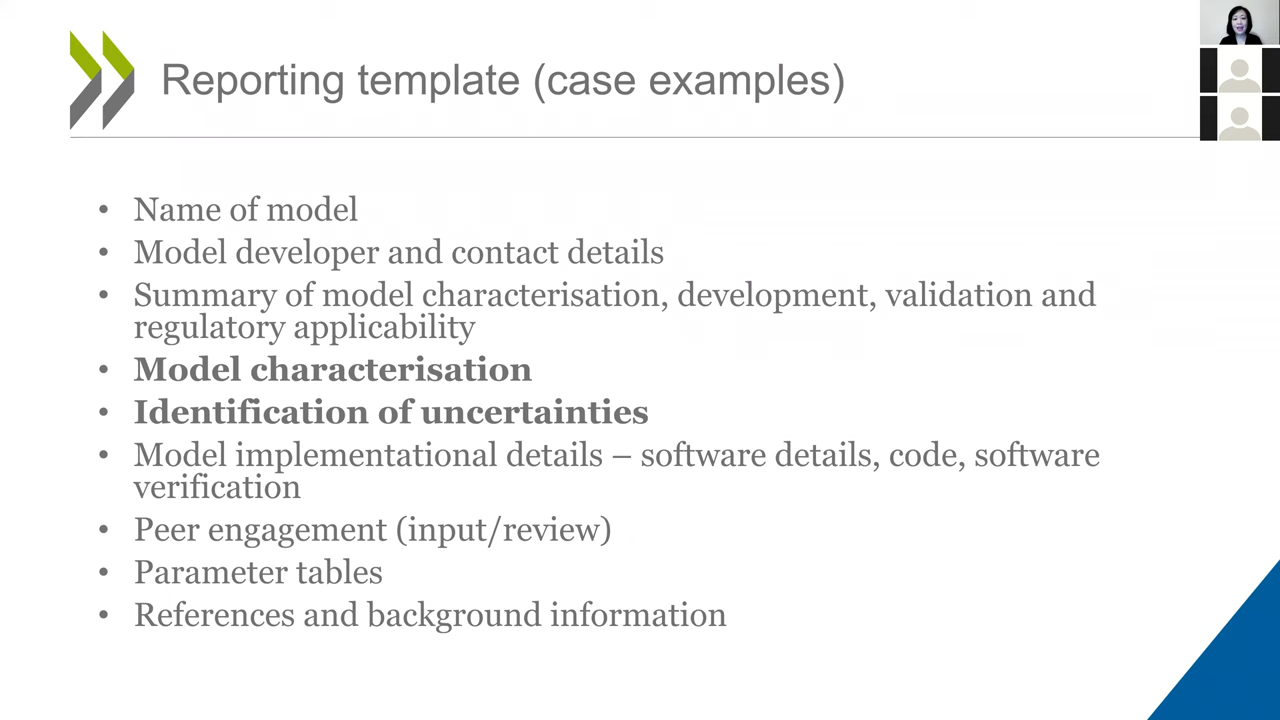 Reporting template (case examples)
• Name of model
• Model developer and contact details
• Summary of model characterisation, development, validation and
regulatory applicability
• Model characterisation
• Identification of uncertainties
• Model implementational details – software details, code, software
verification
• Peer engagement (input/review)
• Parameter tables
• References and background information